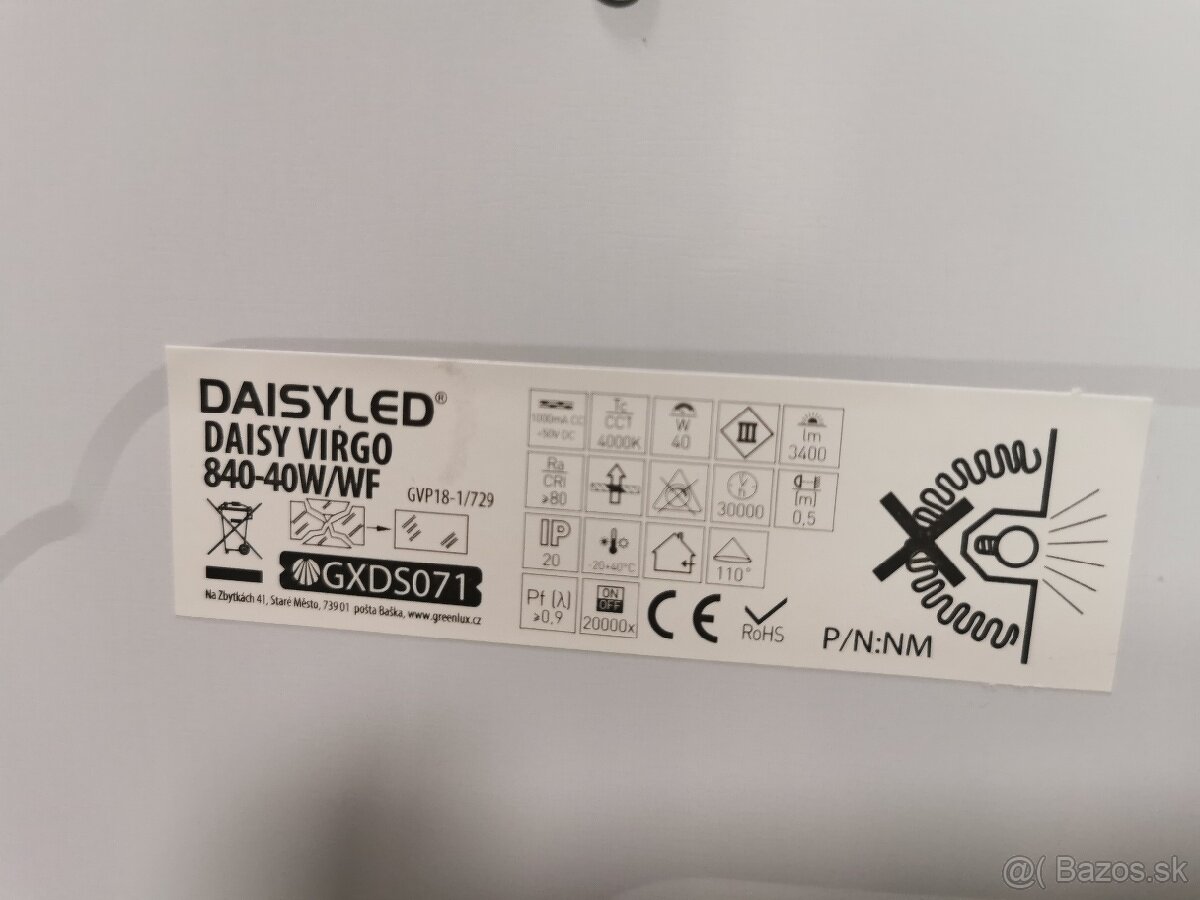 DAISYLED®
DAISY VIRGO
840-40W/WF
GVP18-1/729
GXDS071
Na Zbytkách 41, Staré Město, 73901 pošta Baška, www.greenlux.cz
1000mA CC
<50V DC
Tc
CCT
4000K
W
40
III
lm
3400
Ra
CRI
≥80
h
30000
(m)
0,5
IP
20
-20+40°C
110°
Pf (λ)
≥0,9
ON
OFF
20000x
CE
RoHS
P/N:NM
@( Bazos.sk